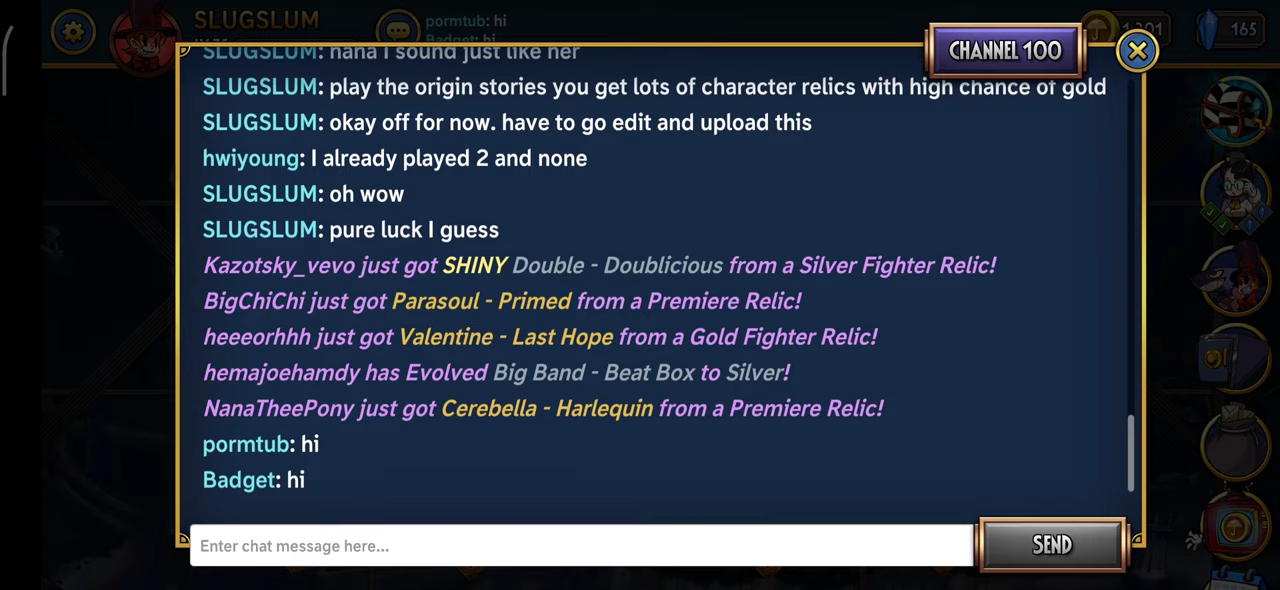 SLUGSLUM
pormtub: hi
Badget: hi
165
CHANNEL 100
SLUGSLUM: nana I sound just like her
SLUGSLUM: play the origin stories you get lots of character relics with high chance of gold
SLUGSLUM: okay off for now. have to go edit and upload this
hwiyoung: I already played 2 and none
SLUGSLUM: oh wow
SLUGSLUM: pure luck I guess
Kazotsky_vevo just got SHINY Double - Doublicious from a Silver Fighter Relic!
BigChiChi just got Parasoul - Primed from a Premiere Relic!
heeeorhhh just got Valentine - Last Hope from a Gold Fighter Relic!
hemajoehamdy has Evolved Big Band - Beat Box to Silver!
NanaTheePony just got Cerebella - Harlequin from a Premiere Relic!
pormtub: hi
Badget: hi
Enter chat message here...
SEND